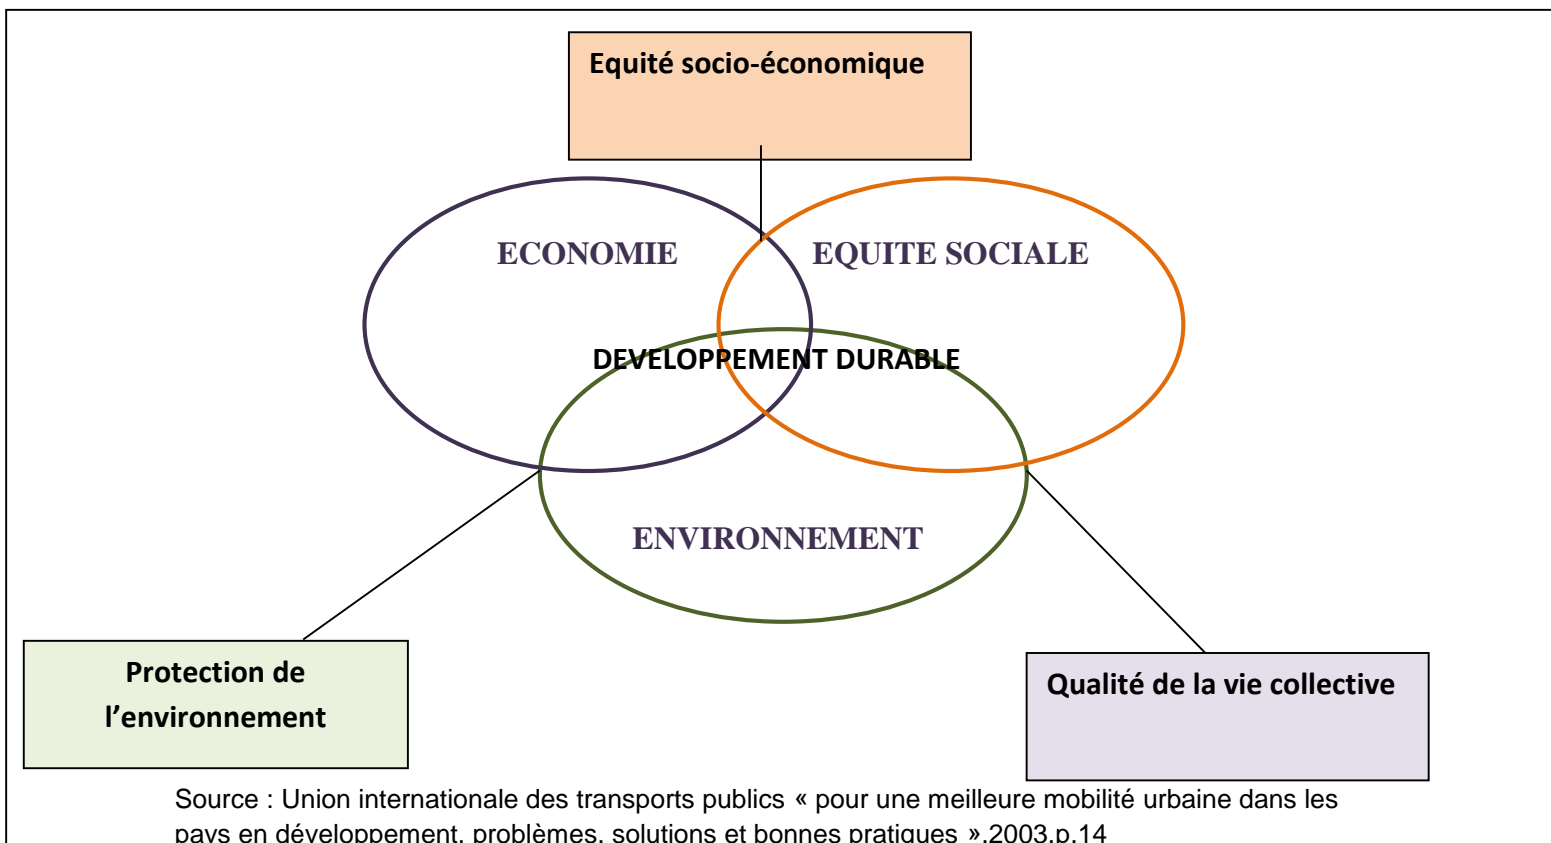 Equité socio-économique
ECONOMIE
EQUITE SOCIALE
DEVELOPPEMENT DURABLE
ENVIRONNEMENT
Protection de
l’environnement
Qualité de la vie collective
Source : Union internationale des transports publics « pour une meilleure mobilité urbaine dans les
pays en développement, problèmes, solutions et bonnes pratiques ».2003.p.14